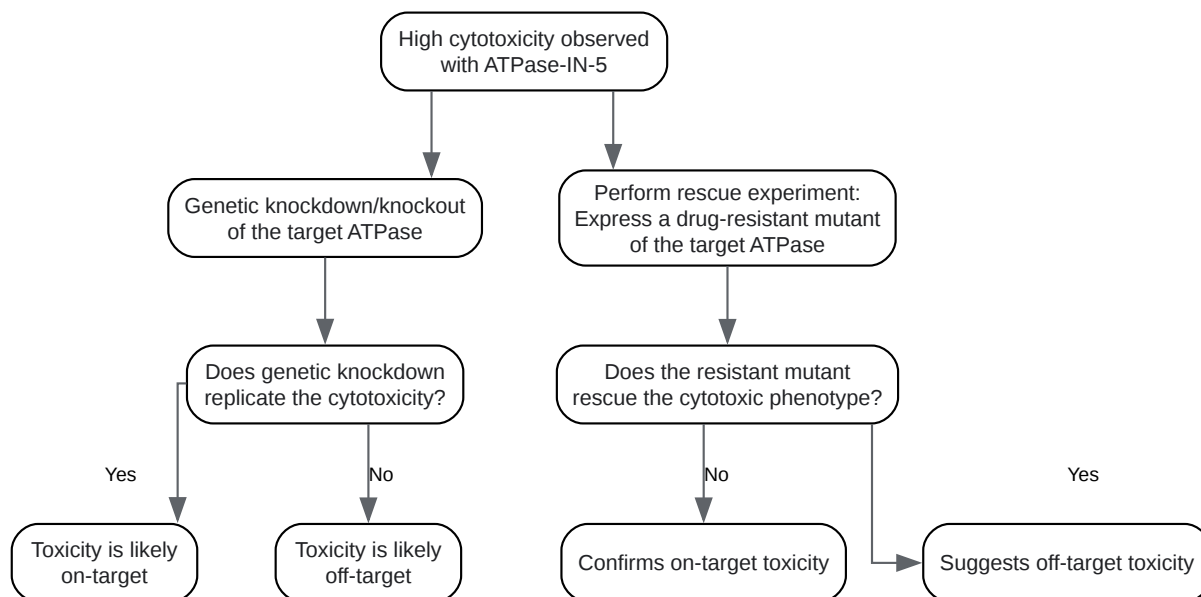 High cytotoxicity observed
with ATPase-IN-5
Genetic knockdown/knockout
of the target ATPase
Perform rescue experiment:
Express a drug-resistant mutant
of the target ATPase
Does genetic knockdown
replicate the cytotoxicity?
Does the resistant mutant
rescue the cytotoxic phenotype?
Yes
No
No
Yes
Toxicity is likely
on-target
Toxicity is likely
off-target
Confirms on-target toxicity
Suggests off-target toxicity